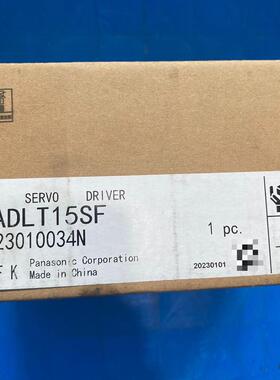 SERVO DRIVER
ADLT15SF
23010034N
1 pc.
F K Panasonic Corporation
Made in China
20230101